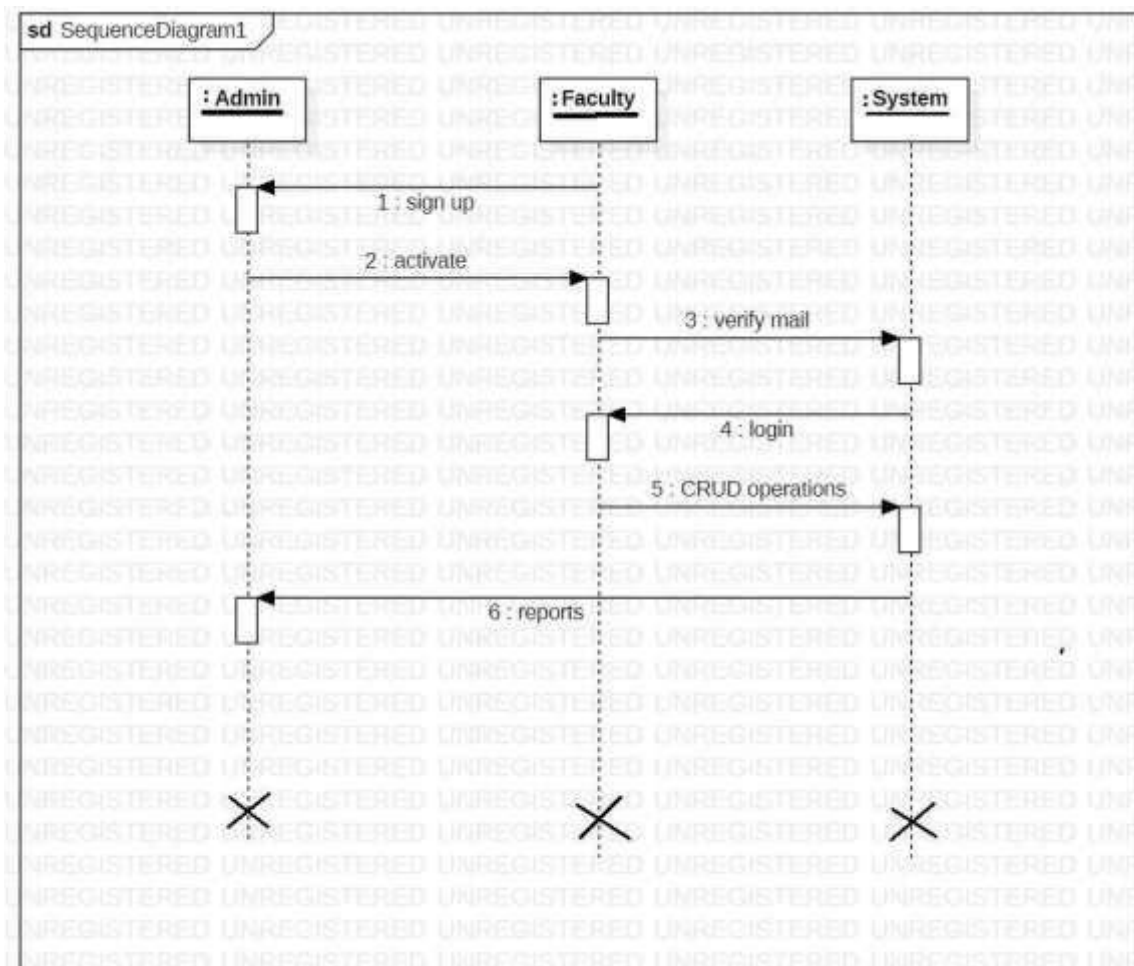 sd SequenceDiagram1
: Admin
:Faculty
:System
1 : sign up
2 : activate
3 : verify mail
4 : login
5 : CRUD operations
6 : reports